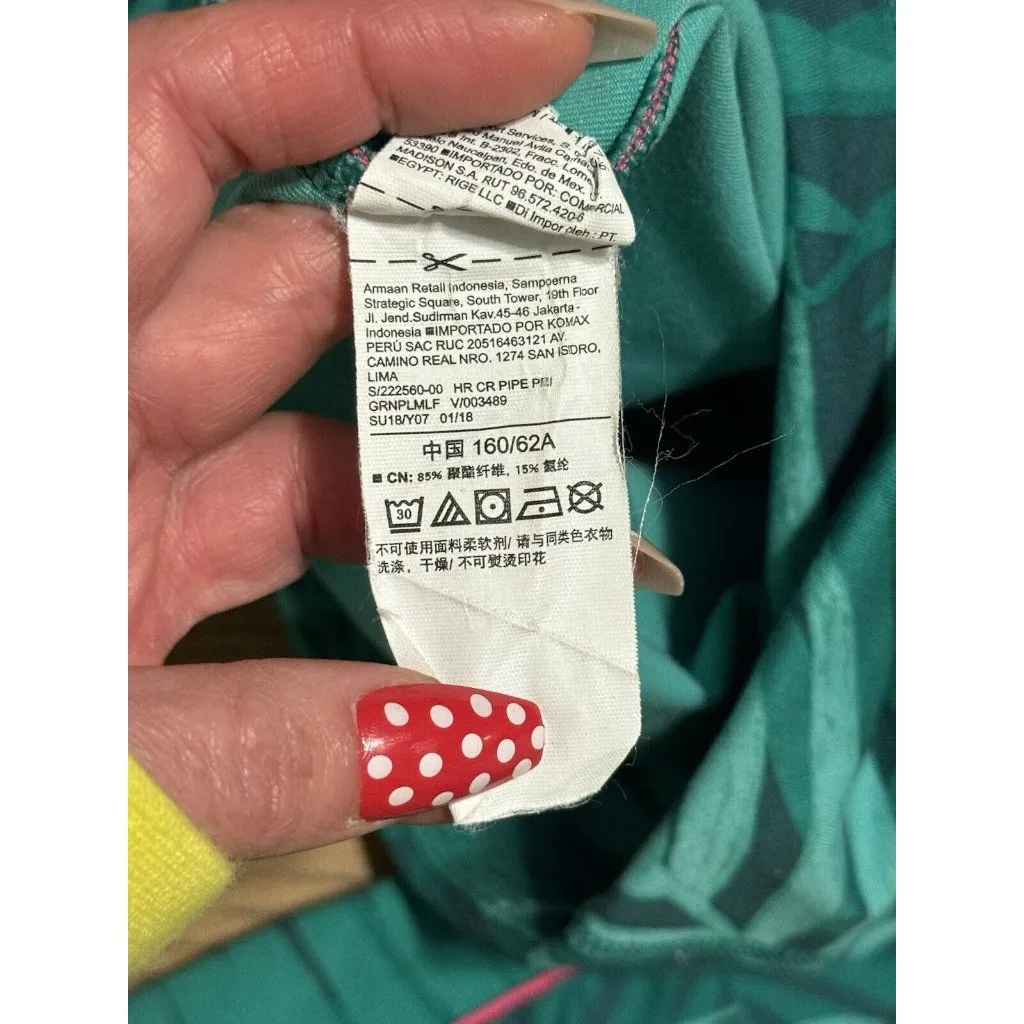 rt Services, S.
Manuel Ávila Camac
Int. B-2302, Fracc. Lom
Naucalpan, Edo. de Mex.
53390 ■IMPORTADO POR: COMERCIAL
MADISON S.A. RUT 96.572.420-6
■EGYPT: RIGE LLC ■Di Impor oleh : PT.
Armaan Retail Indonesia, Sampoerna
Strategic Square, South Tower, 19th Floor
Jl. Jend.Sudirman Kav.45-46 Jakarta -
Indonesia ■IMPORTADO POR KOMAX
PERÚ SAC RUC 20516463121 AV.
CAMINO REAL NRO. 1274 SAN ISIDRO,
LIMA
S/222560-00 HR CR PIPE
GRNPLMLF V/003489
SU18/Y07 01/18
中国 160/62A
■ CN: 85% 聚酯纤维, 15% 氨纶
30
不可使用面料柔软剂/ 请与同类色衣物
洗涤, 干燥/ 不可熨烫印花